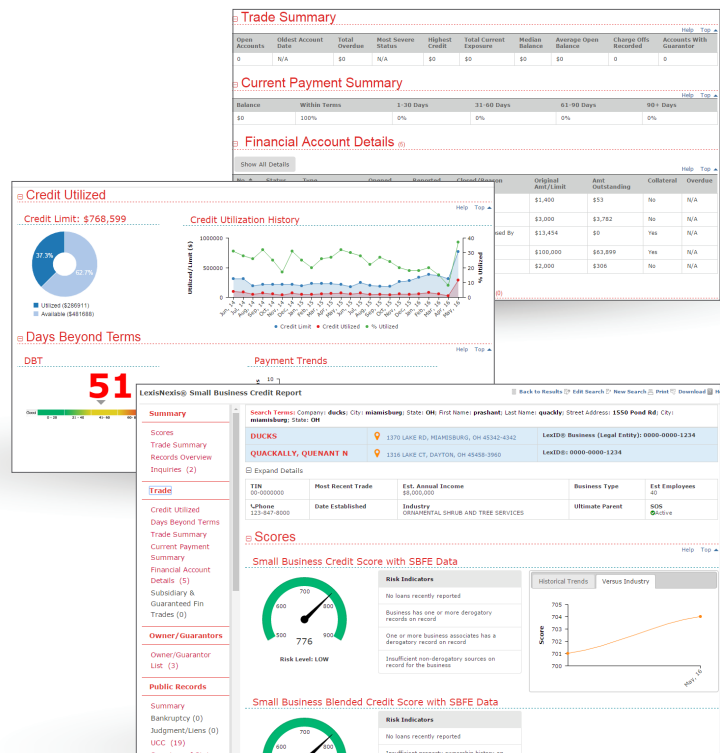 Trade Summary
Help Top
Open Accounts Oldest Account Date Total Overdue Most Severe Status Highest Credit Total Current Exposure Median Balance Average Open Balance Charge Offs Recorded Accounts With Guarantor
0 N/A $0 N/A $0 $0 $0 $0 0 0
Current Payment Summary
Help Top
Balance Within Terms 1-30 Days 31-60 Days 61-90 Days 90+ Days
$0 100% 0% 0% 0% 0%
Financial Account Details (5)
Show All Details
Help Top
Original Amt/Limit Amt Outstanding Collateral Overdue
$1,400 $53 No N/A
$3,000 $3,782 No N/A
sed By $13,454 $0 Yes N/A
$100,000 $63,899 Yes N/A
$2,000 $306 No N/A
(0)
Credit Utilized
Help Top
Credit Limit: $768,599
37.3%
62.7%
Utilized ($286911)
Available ($481688)
Credit Utilization History
Utilized/Limit ($)
1000000
500000
0
40
30
20
10
0
% Utilized
Credit Limit Credit Utilized % Utilized
Days Beyond Terms
Help Top
DBT
51
Payment Trends
10
LexisNexis® Small Business Credit Report
Back to Results Edit Search New Search Print Download
Search Terms: Company: ducks; City: miamisburg; State: OH; First Name: prashant; Last Name: quackly; Street Address: 1550 Pond Rd; City:
miamisburg; State: OH
DUCKS 1370 LAKE RD, MIAMISBURG, OH 45342-4342 LexID® Business (Legal Entity): 0000-0000-1234
QUACKALLY, QUENANT N 1316 LAKE CT, DAYTON, OH 45458-3960 LexID®: 0000-0000-1234
Expand Details
TIN Most Recent Trade Est. Annual Income Business Type Est Employees
00-0000000 $8,000,000 40
Phone Date Established Industry Ultimate Parent SOS
123-847-8000 ORNAMENTAL SHRUB AND TREE SERVICES Active
Summary
Scores
Trade Summary
Records Overview
Inquiries (2)
Trade
Credit Utilized
Days Beyond Terms
Trade Summary
Current Payment
Summary
Financial Account
Details (5)
Subsidiary &
Guaranteed Fin
Trades (0)
Owner/Guarantors
Owner/Guarantor
List (3)
Public Records
Summary
Bankruptcy (0)
Judgment/Liens (0)
UCC (19)
Scores
Help Top
Small Business Credit Score with SBFE Data
500
600
700
800
900
776
Risk Level: LOW
Risk Indicators
No loans recently reported
Business has one or more derogatory
records on record
One or more business associates has a
derogatory record on record
Insufficient non-derogatory sources on
record for the business
Historical Trends Versus Industry
Score
705
704
703
702
701
700
May, 16
Small Business Blended Credit Score with SBFE Data
600
700
800
Risk Indicators
No loans recently reported